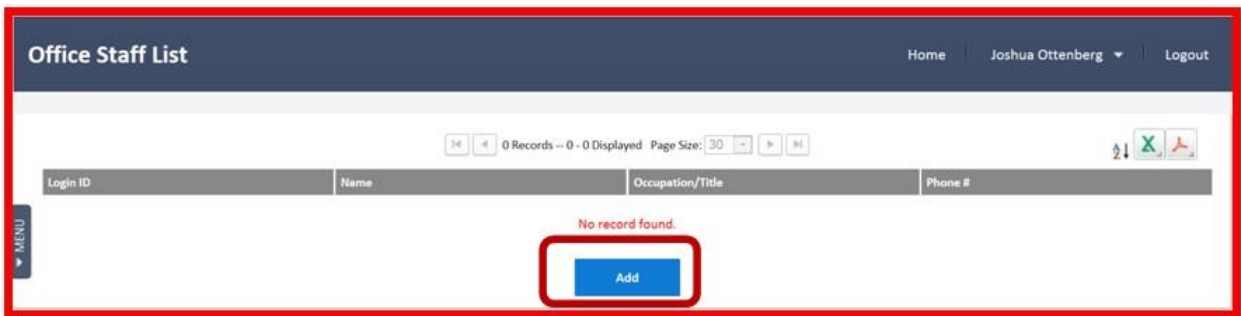 Office Staff List
Home Joshua Ottenberg Logout
0 Records -- 0 - 0 Displayed Page Size: 30
Login ID Name Occupation/Title Phone #
No record found.
MENU
Add